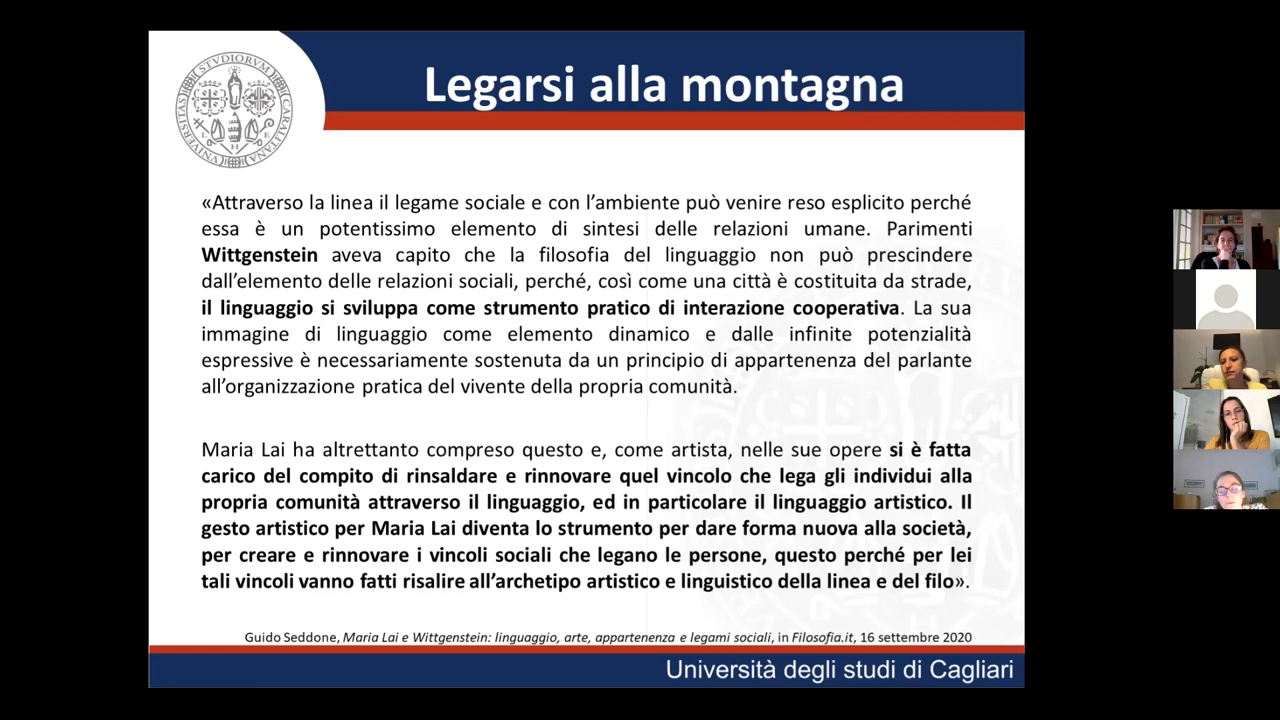 Legarsi alla montagna
«Attraverso la linea il legame sociale e con l’ambiente può venire reso esplicito perché
essa è un potentissimo elemento di sintesi delle relazioni umane. Parimenti
Wittgenstein aveva capito che la filosofia del linguaggio non può prescindere
dall’elemento delle relazioni sociali, perché, così come una città è costituita da strade,
il linguaggio si sviluppa come strumento pratico di interazione cooperativa. La sua
immagine di linguaggio come elemento dinamico e dalle infinite potenzialità
espressive è necessariamente sostenuta da un principio di appartenenza del parlante
all’organizzazione pratica del vivente della propria comunità.
Maria Lai ha altrettanto compreso questo e, come artista, nelle sue opere si è fatta
carico del compito di rinsaldare e rinnovare quel vincolo che lega gli individui alla
propria comunità attraverso il linguaggio, ed in particolare il linguaggio artistico. Il
gesto artistico per Maria Lai diventa lo strumento per dare forma nuova alla società,
per creare e rinnovare i vincoli sociali che legano le persone, questo perché per lei
tali vincoli vanno fatti risalire all’archetipo artistico e linguistico della linea e del filo».
Guido Seddone, Maria Lai e Wittgenstein: linguaggio, arte, appartenenza e legami sociali, in Filosofia.it, 16 settembre 2020
Università degli studi di Cagliari